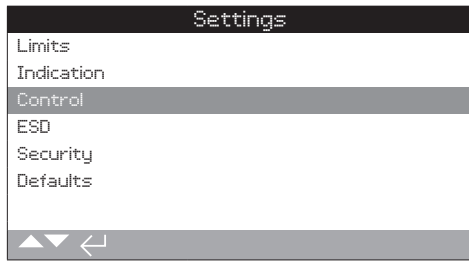 Settings
Limits
Indication
Control
ESD
Security
Defaults